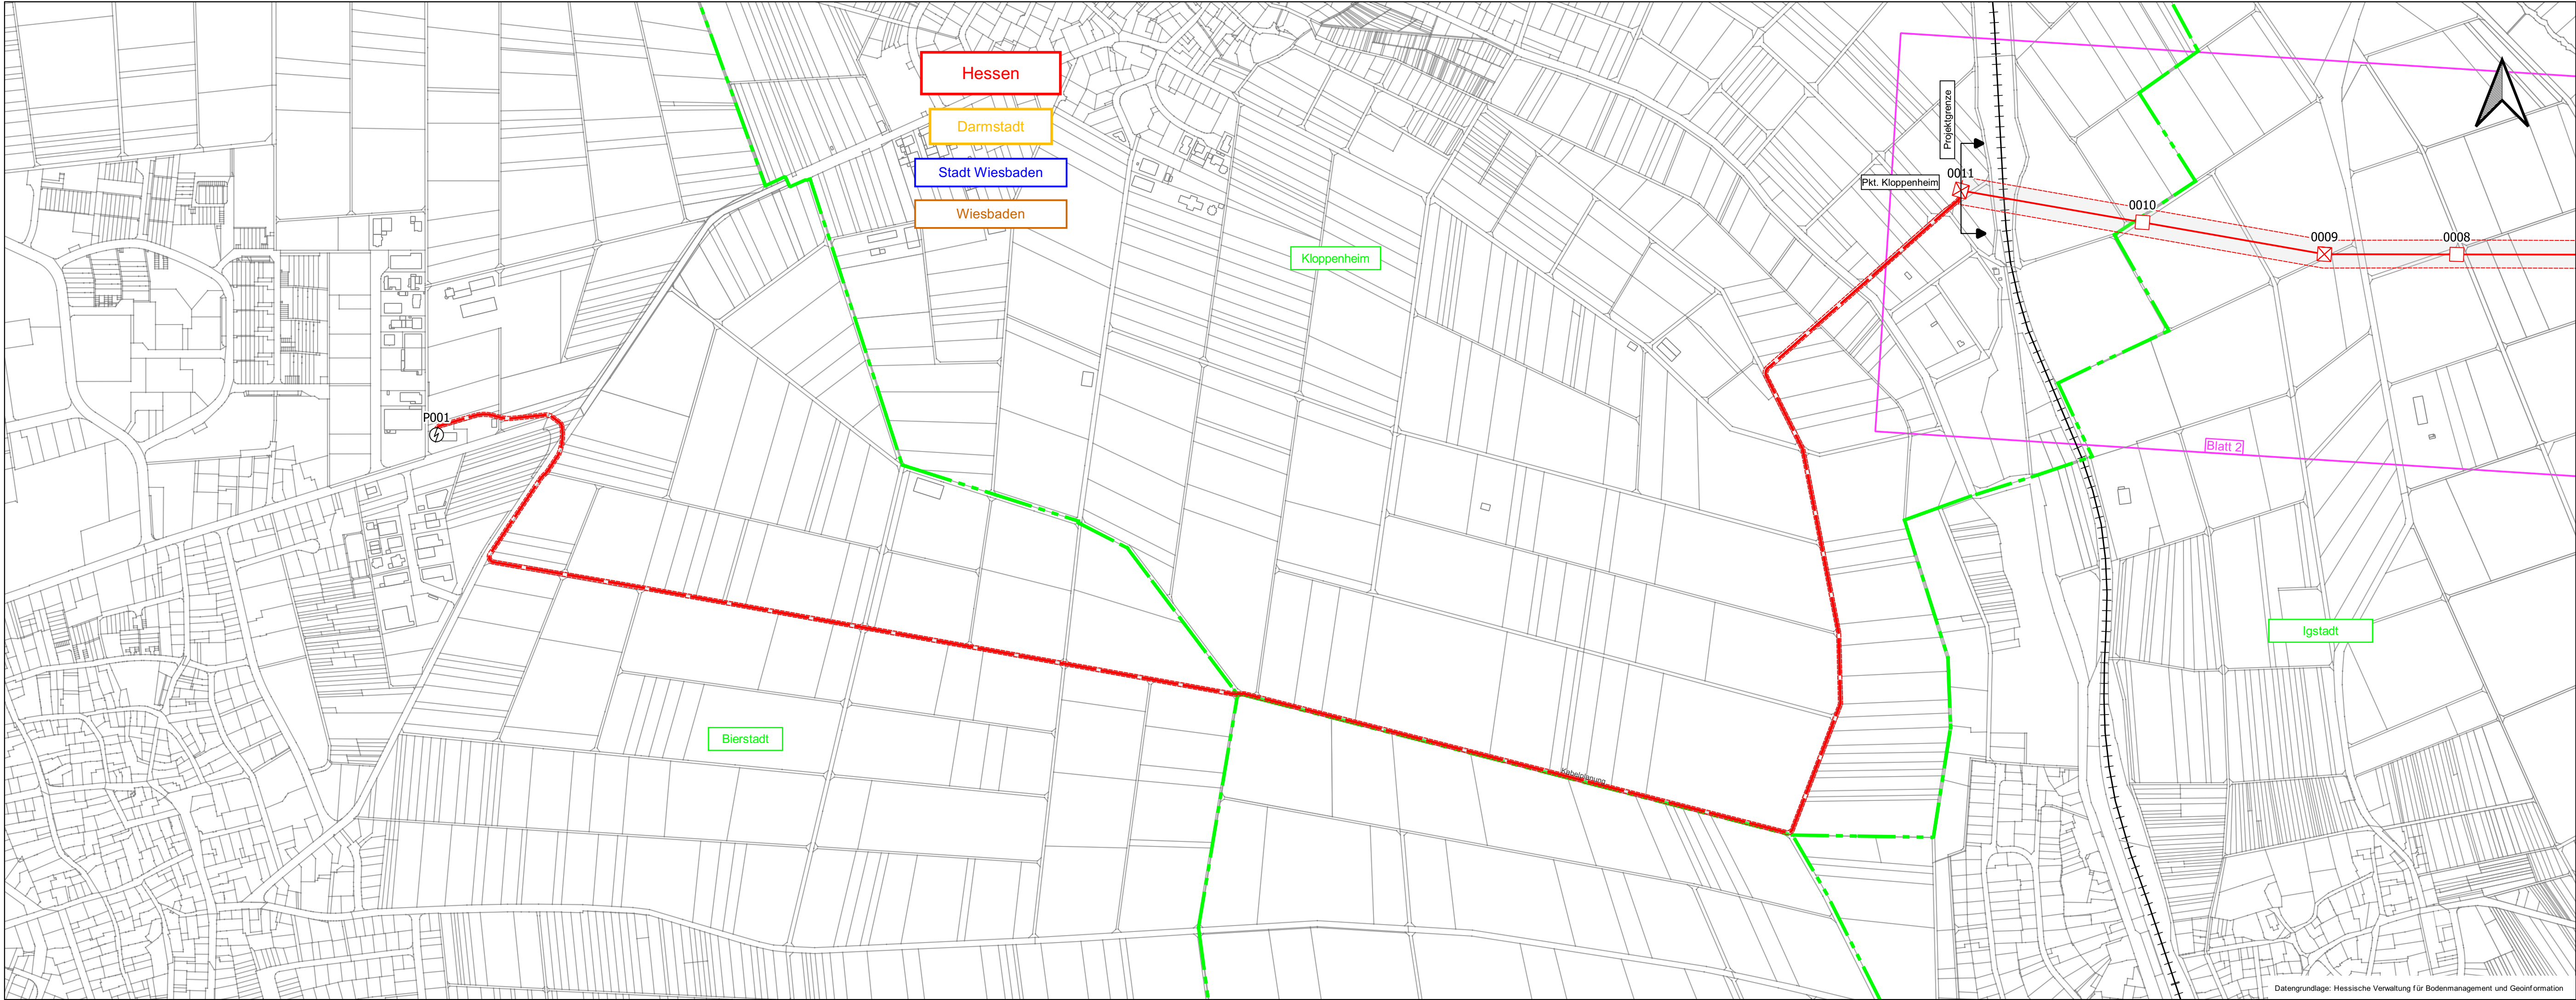 Hessen
Darmstadt
Stadt Wiesbaden
Wiesbaden
Projektgrenze
Pkt. Kloppenheim
0011
0010
0009
0008
Kloppenheim
P001
Blatt 2
Igstadt
Bierstadt
Kabelplanung
Datengrundlage: Hessische Verwaltung für Bodenmanagement und Geoinformation